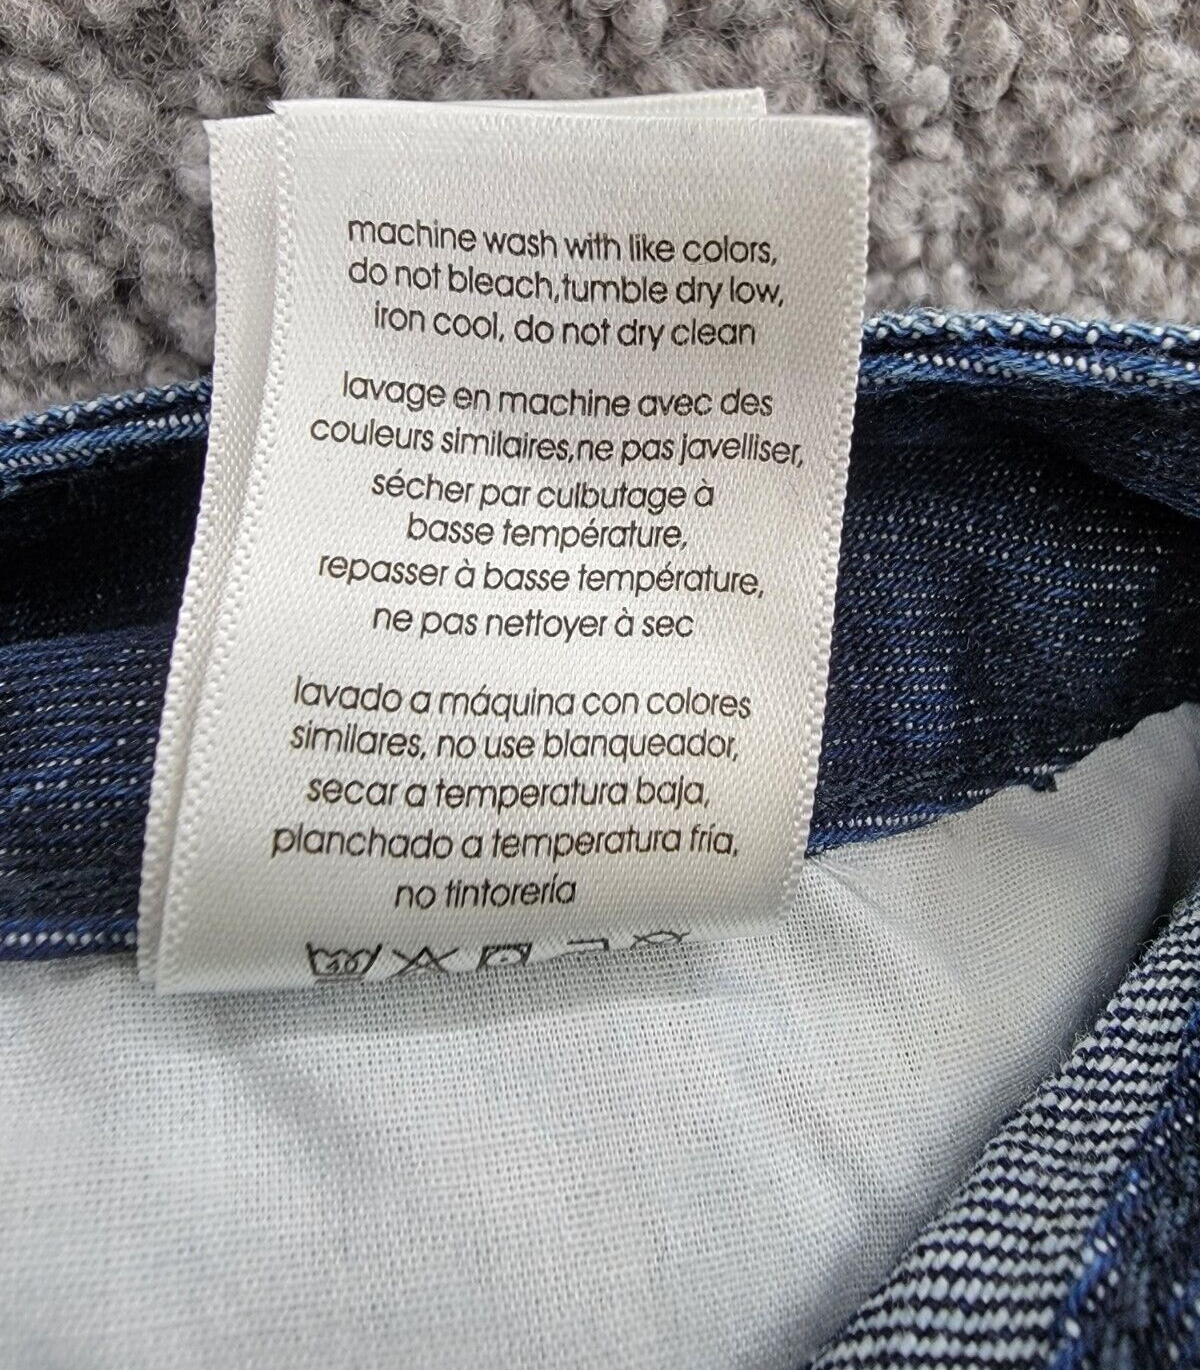 machine wash with like colors,
do not bleach,tumble dry low,
iron cool, do not dry clean
lavage en machine avec des
couleurs similaires,ne pas javelliser,
sécher par culbutage à
basse température,
repasser à basse température,
ne pas nettoyer à sec
lavado a máquina con colores
similares, no use blanqueador,
secar a temperatura baja,
planchado a temperatura fría,
no tintorería